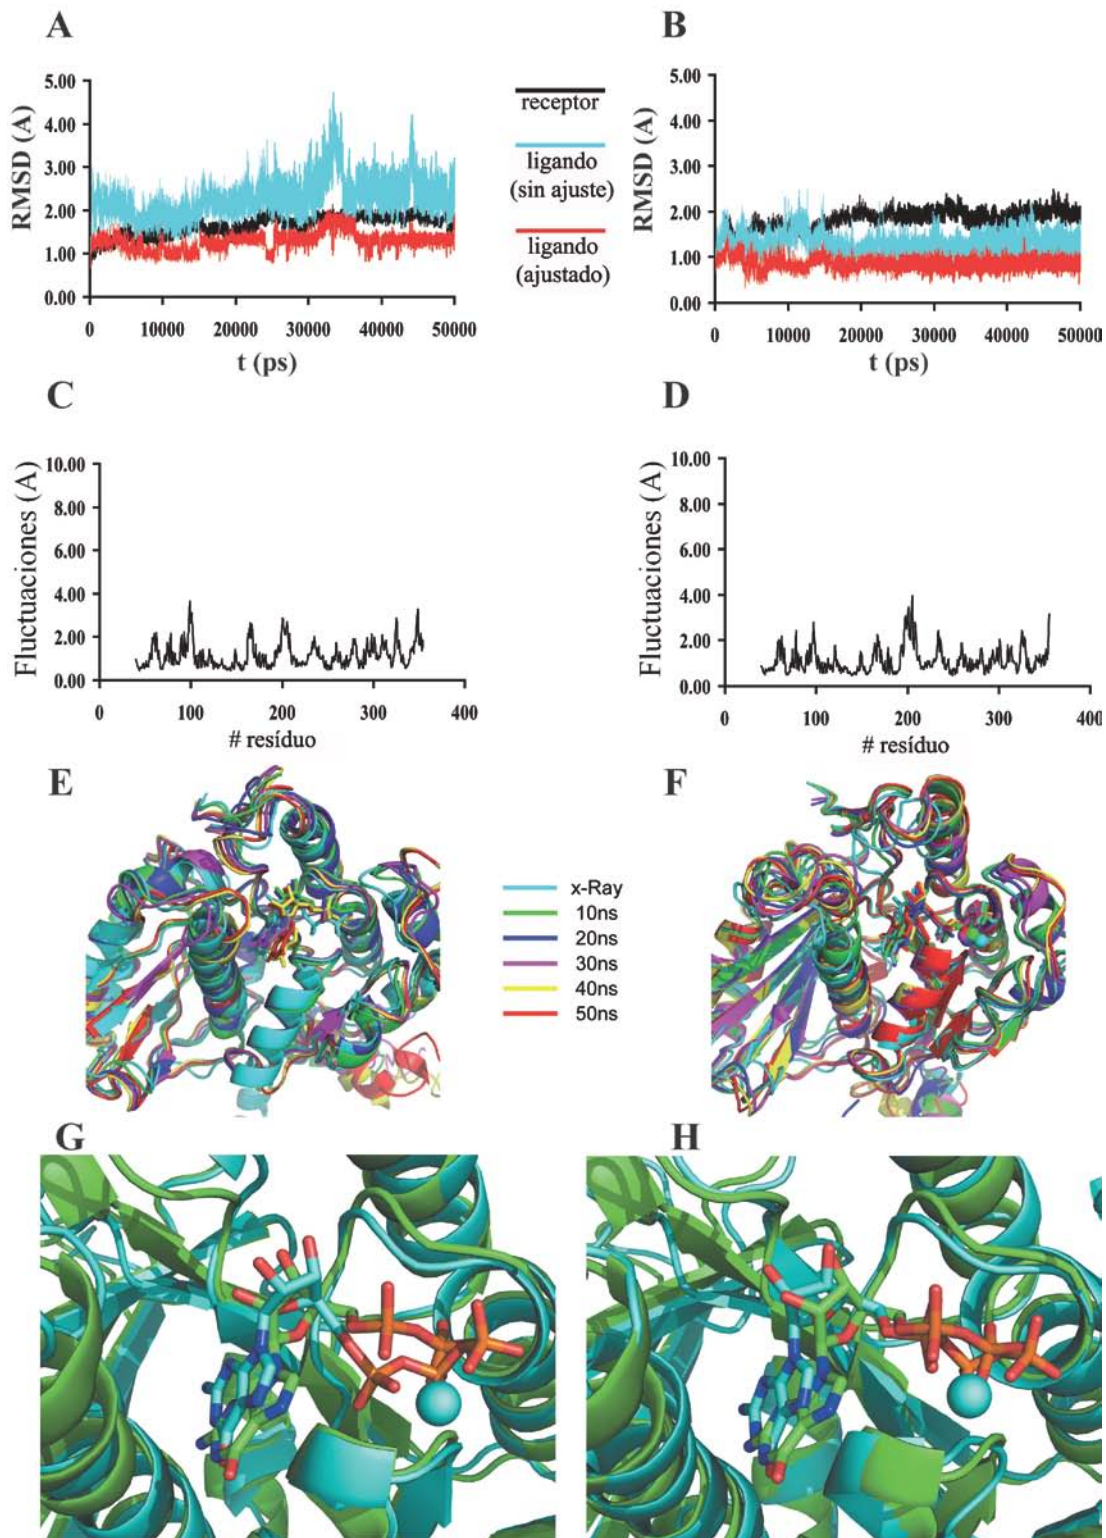 A
B
5.00
4.00
3.00
2.00
1.00
0.00
RMSD (A)
0
10000
20000
30000
40000
50000
t (ps)
receptor
ligando
(sin ajuste)
ligando
(ajustado)
5.00
4.00
3.00
2.00
1.00
0.00
RMSD (A)
0
10000
20000
30000
40000
50000
t (ps)
C
D
10.00
8.00
6.00
4.00
2.00
0.00
Fluctuaciones (A)
0
100
200
300
400
# resíduo
10.00
8.00
6.00
4.00
2.00
0.00
Fluctuaciones (A)
0
100
200
300
400
# resíduo
E
F
x-Ray
10ns
20ns
30ns
40ns
50ns
G
H